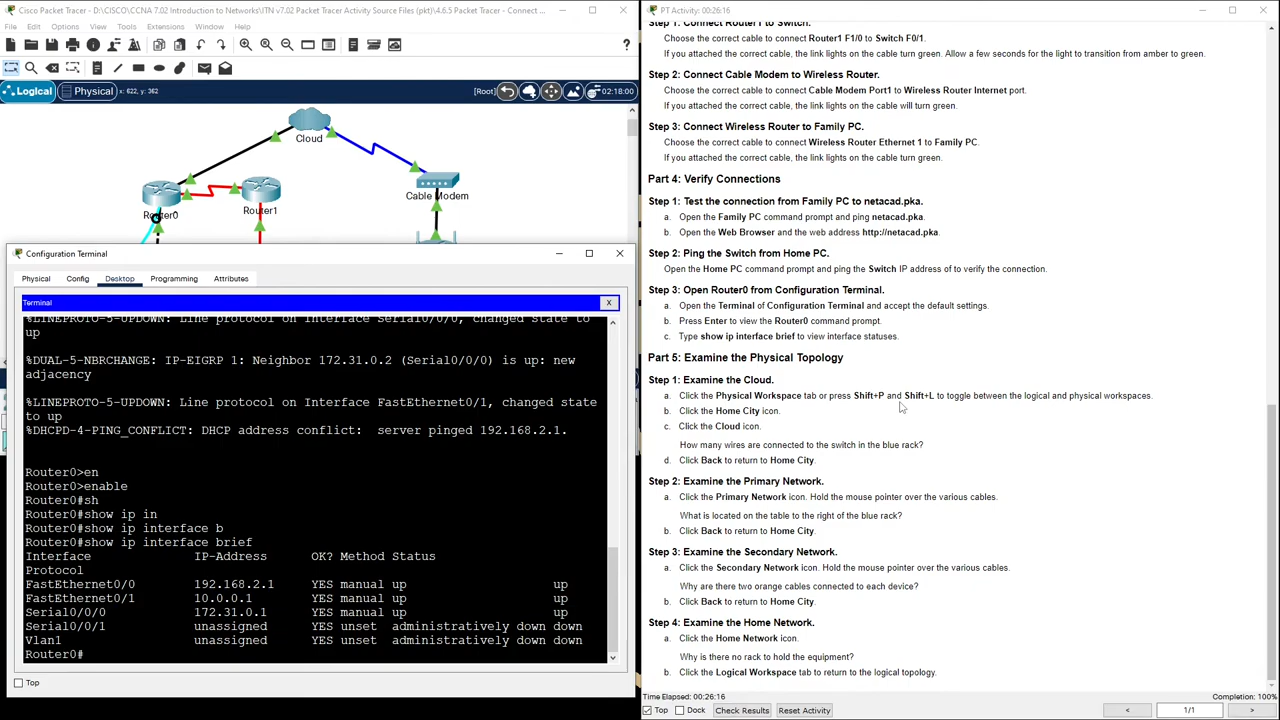 Cisco Packet Tracer - D:\CISCO\CCNA 7.02 Introduction to Networks\ITN v7.02 Packet Tracer Activity Source Files (pkt)\4.6.5 Packet Tracer - Connect ...
File Edit Options View Tools Extensions Window Help
Logical Physical x: 622, y: 362 [Root] 02:18:00
Cloud
Cable Modem
Router0
Router1
Configuration Terminal
Physical Config Desktop Programming Attributes
Terminal X
%LINEPROTO-5-UPDOWN: Line protocol on Interface Serial0/0/0, changed state to
up
%DUAL-5-NBRCHANGE: IP-EIGRP 1: Neighbor 172.31.0.2 (Serial0/0/0) is up: new
adjacency
%LINEPROTO-5-UPDOWN: Line protocol on Interface FastEthernet0/1, changed state
to up
%DHCPD-4-PING_CONFLICT: DHCP address conflict:  server pinged 192.168.2.1.
Router0>en
Router0>enable
Router0#sh
Router0#show ip in
Router0#show ip interface b
Router0#show ip interface brief
Interface IP-Address OK? Method Status
Protocol
FastEthernet0/0 192.168.2.1 YES manual up up
FastEthernet0/1 10.0.0.1 YES manual up up
Serial0/0/0 172.31.0.1 YES manual up up
Serial0/0/1 unassigned YES unset administratively down down
Vlan1 unassigned YES unset administratively down down
Router0#
Top
PT Activity: 00:26:16
Step 1: Connect Router1 to Switch.
Choose the correct cable to connect Router1 F1/0 to Switch F0/1.
If you attached the correct cable, the link lights on the cable turn green. Allow a few seconds for the light to transition from amber to green.
Step 2: Connect Cable Modem to Wireless Router.
Choose the correct cable to connect Cable Modem Port1 to Wireless Router Internet port.
If you attached the correct cable, the link lights on the cable will turn green.
Step 3: Connect Wireless Router to Family PC.
Choose the correct cable to connect Wireless Router Ethernet 1 to Family PC.
If you attached the correct cable, the link lights on the cable turn green.
Part 4: Verify Connections
Step 1: Test the connection from Family PC to netacad.pka.
a. Open the Family PC command prompt and ping netacad.pka.
b. Open the Web Browser and the web address http://netacad.pka.
Step 2: Ping the Switch from Home PC.
Open the Home PC command prompt and ping the Switch IP address of to verify the connection.
Step 3: Open Router0 from Configuration Terminal.
a. Open the Terminal of Configuration Terminal and accept the default settings.
b. Press Enter to view the Router0 command prompt.
c. Type show ip interface brief to view interface statuses.
Part 5: Examine the Physical Topology
Step 1: Examine the Cloud.
a. Click the Physical Workspace tab or press Shift+P and Shift+L to toggle between the logical and physical workspaces.
b. Click the Home City icon.
c. Click the Cloud icon.
How many wires are connected to the switch in the blue rack?
d. Click Back to return to Home City.
Step 2: Examine the Primary Network.
a. Click the Primary Network icon. Hold the mouse pointer over the various cables.
What is located on the table to the right of the blue rack?
b. Click Back to return to Home City.
Step 3: Examine the Secondary Network.
a. Click the Secondary Network icon. Hold the mouse pointer over the various cables.
Why are there two orange cables connected to each device?
b. Click Back to return to Home City.
Step 4: Examine the Home Network.
a. Click the Home Network icon.
Why is there no rack to hold the equipment?
b. Click the Logical Workspace tab to return to the logical topology.
Time Elapsed: 00:26:16 Completion: 100%
Top Dock Check Results Reset Activity < 1/1 >